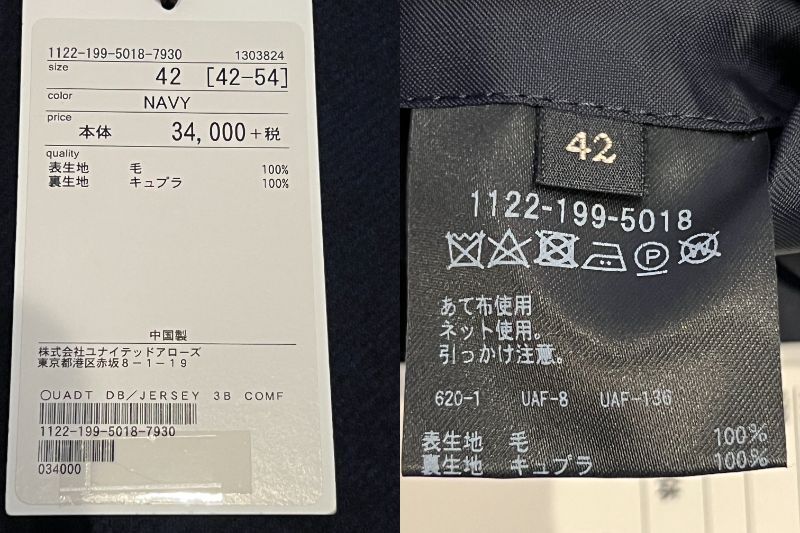 1122-199-5018-7930 1303824
size 42 [42-54]
color NAVY
price 本体 34,000+税
quality
表生地 毛 100%
裏生地 キュプラ 100%
中国製
株式会社ユナイテッドアローズ
東京都港区赤坂8-1-19
○UADT DB/JERSEY 3B COMF
1122-199-5018-7930
034000
42
1122-199-5018
あて布使用
ネット使用。
引っかけ注意。
620-1 UAF-8 UAF-136
表生地 毛 100%
裏生地 キュプラ 100%